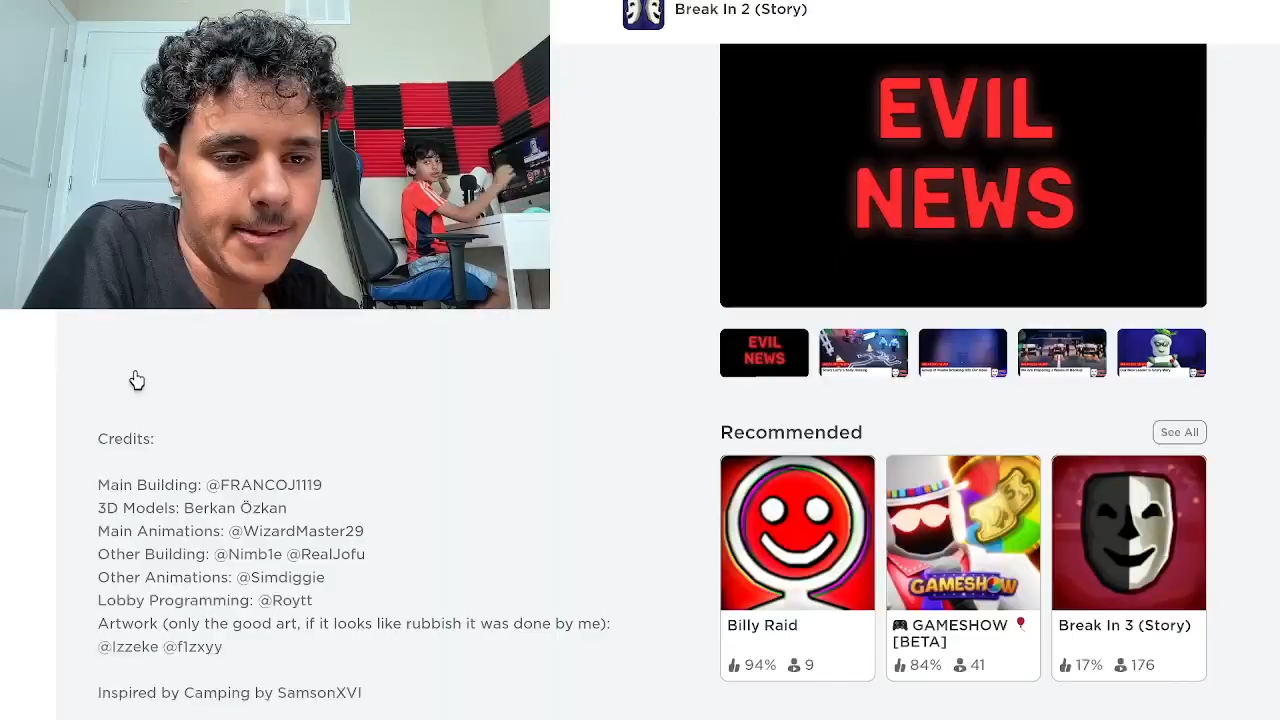 Break In 2 (Story)
EVIL
NEWS
EVIL
NEWS
Credits:
Main Building: @FRANCOJ1119
3D Models: Berkan Özkan
Main Animations: @WizardMaster29
Other Building: @Nimb1e @RealJofu
Other Animations: @Simdiggie
Lobby Programming: @Roytt
Artwork (only the good art, if it looks like rubbish it was done by me):
@Izzeke @f1zxyy
Inspired by Camping by SamsonXVI
Recommended
See All
GAMESHOW
Billy Raid
94% 9
🎮 GAMESHOW 🎈
[BETA]
84% 41
Break In 3 (Story)
17% 176